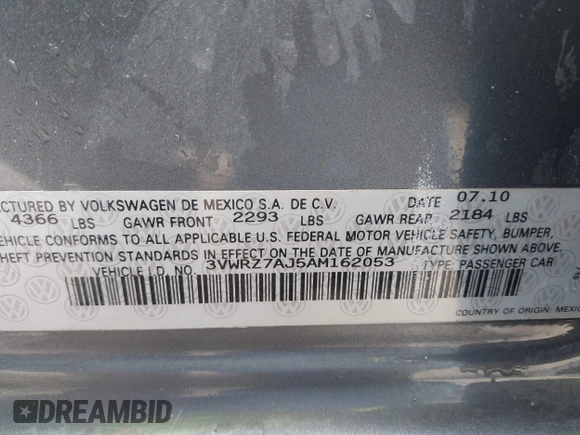 CTURED BY VOLKSWAGEN DE MEXICO S.A. DE C.V. DATE 07.10
4366 LBS GAWR FRONT 2293 LBS GAWR REAR 2184 LBS
EHICLE CONFORMS TO ALL APPLICABLE U.S. FEDERAL MOTOR VEHICLE SAFETY, BUMPER,
HEFT PREVENTION STANDARDS IN EFFECT ON THE DATE OF MANUFACTURE SHOWN ABOVE.
VEHICLE I.D. NO. 3VWRZ7AJ5AM162053 TYPE: PASSENGER CAR
COUNTRY OF ORIGIN: MEXIC
DREAMBID